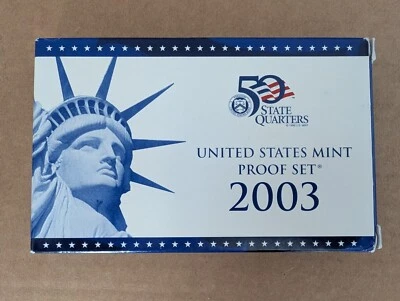 50
STATE
QUARTERS
UNITED STATES MINT
PROOF SET®
2003